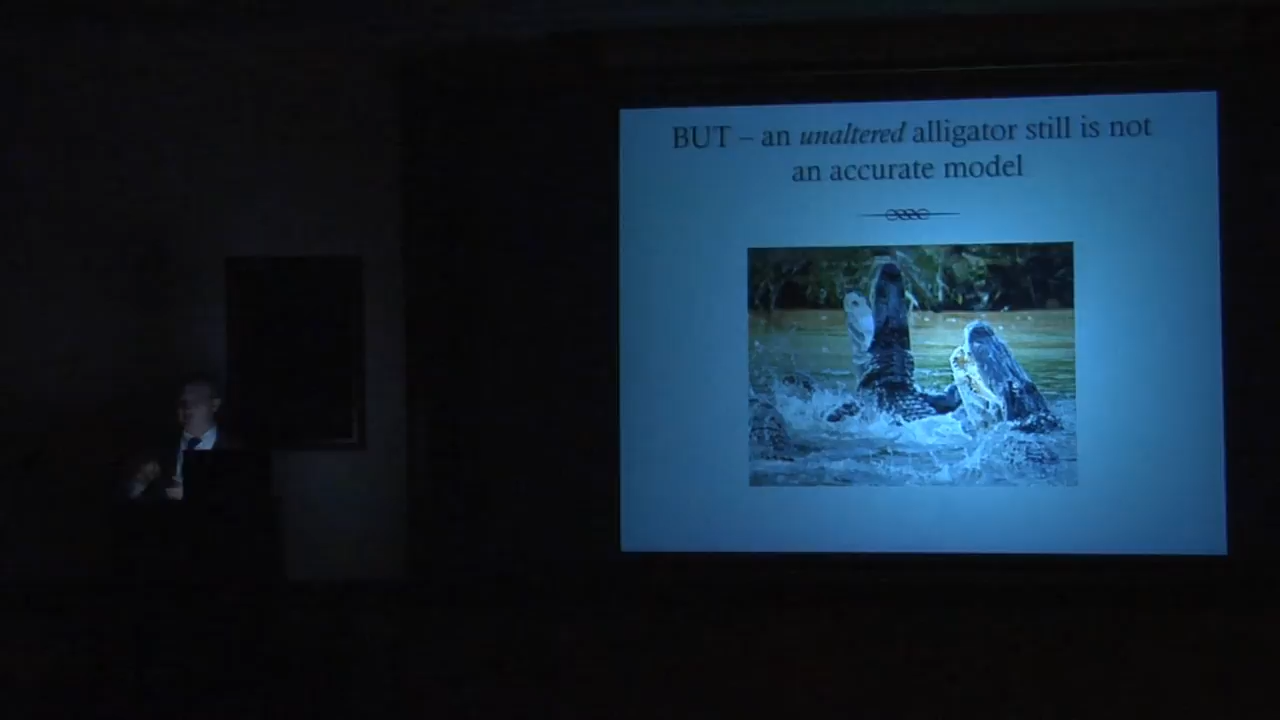 BUT – an unaltered alligator still is not
an accurate model